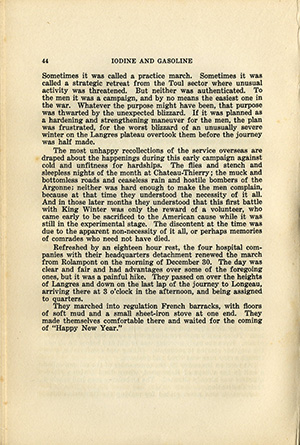 44 IODINE AND GASOLINE
Sometimes it was called a practice march. Sometimes it was
called a strategic retreat from the Toul sector where unusual
activity was threatened. But neither was authenticated. To
the men it was a campaign, and by no means the easiest one in
the war. Whatever the purpose might have been, that purpose
was thwarted by the unexpected blizzard. If it was planned as
a hardening and strengthening maneuver for the men, the plan
was frustrated, for the worst blizzard of an unusually severe
winter on the Langres plateau overtook them before the journey
was half made.
The most unhappy recollections of the service overseas are
draped about the happenings during this early campaign against
cold and unfitness for hardships. The flies and stench and
sleepless nights of the month at Chateau-Thierry; the muck and
bottomless roads and ceaseless rain and hostile bombers of the
Argonne; neither was hard enough to make the men complain,
because at that time they understood the necessity of it all.
And in those later months they understood that this first battle
with King Winter was only the reward of a volunteer, who
came early to be sacrificed to the American cause while it was
still in the experimental stage. The discontent at the time was
due to the apparent non-necessity of it all, or perhaps memories
of comrades who need not have died.
Refreshed by an eighteen hour rest, the four hospital com-
panies with their headquarters detachment renewed the march
from Rolampont on the morning of December 30. The day was
clear and fair and had advantages over some of the foregoing
ones, but it was a painful hike. They passed on over the heights
of Langres and down on the last lap of the journey to Longeau,
arriving there at 3 o'clock in the afternoon, and being assigned
to quarters.
They marched into regulation French barracks, with floors
of soft mud and a small sheet-iron stove at one end. They
made themselves comfortable there and waited for the coming
of "Happy New Year."